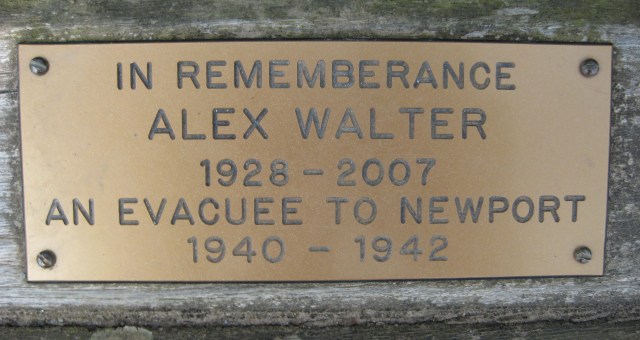 IN REMEMBERANCE
ALEX WALTER
1928 – 2007
AN EVACUEE TO NEWPORT
1940 – 1942